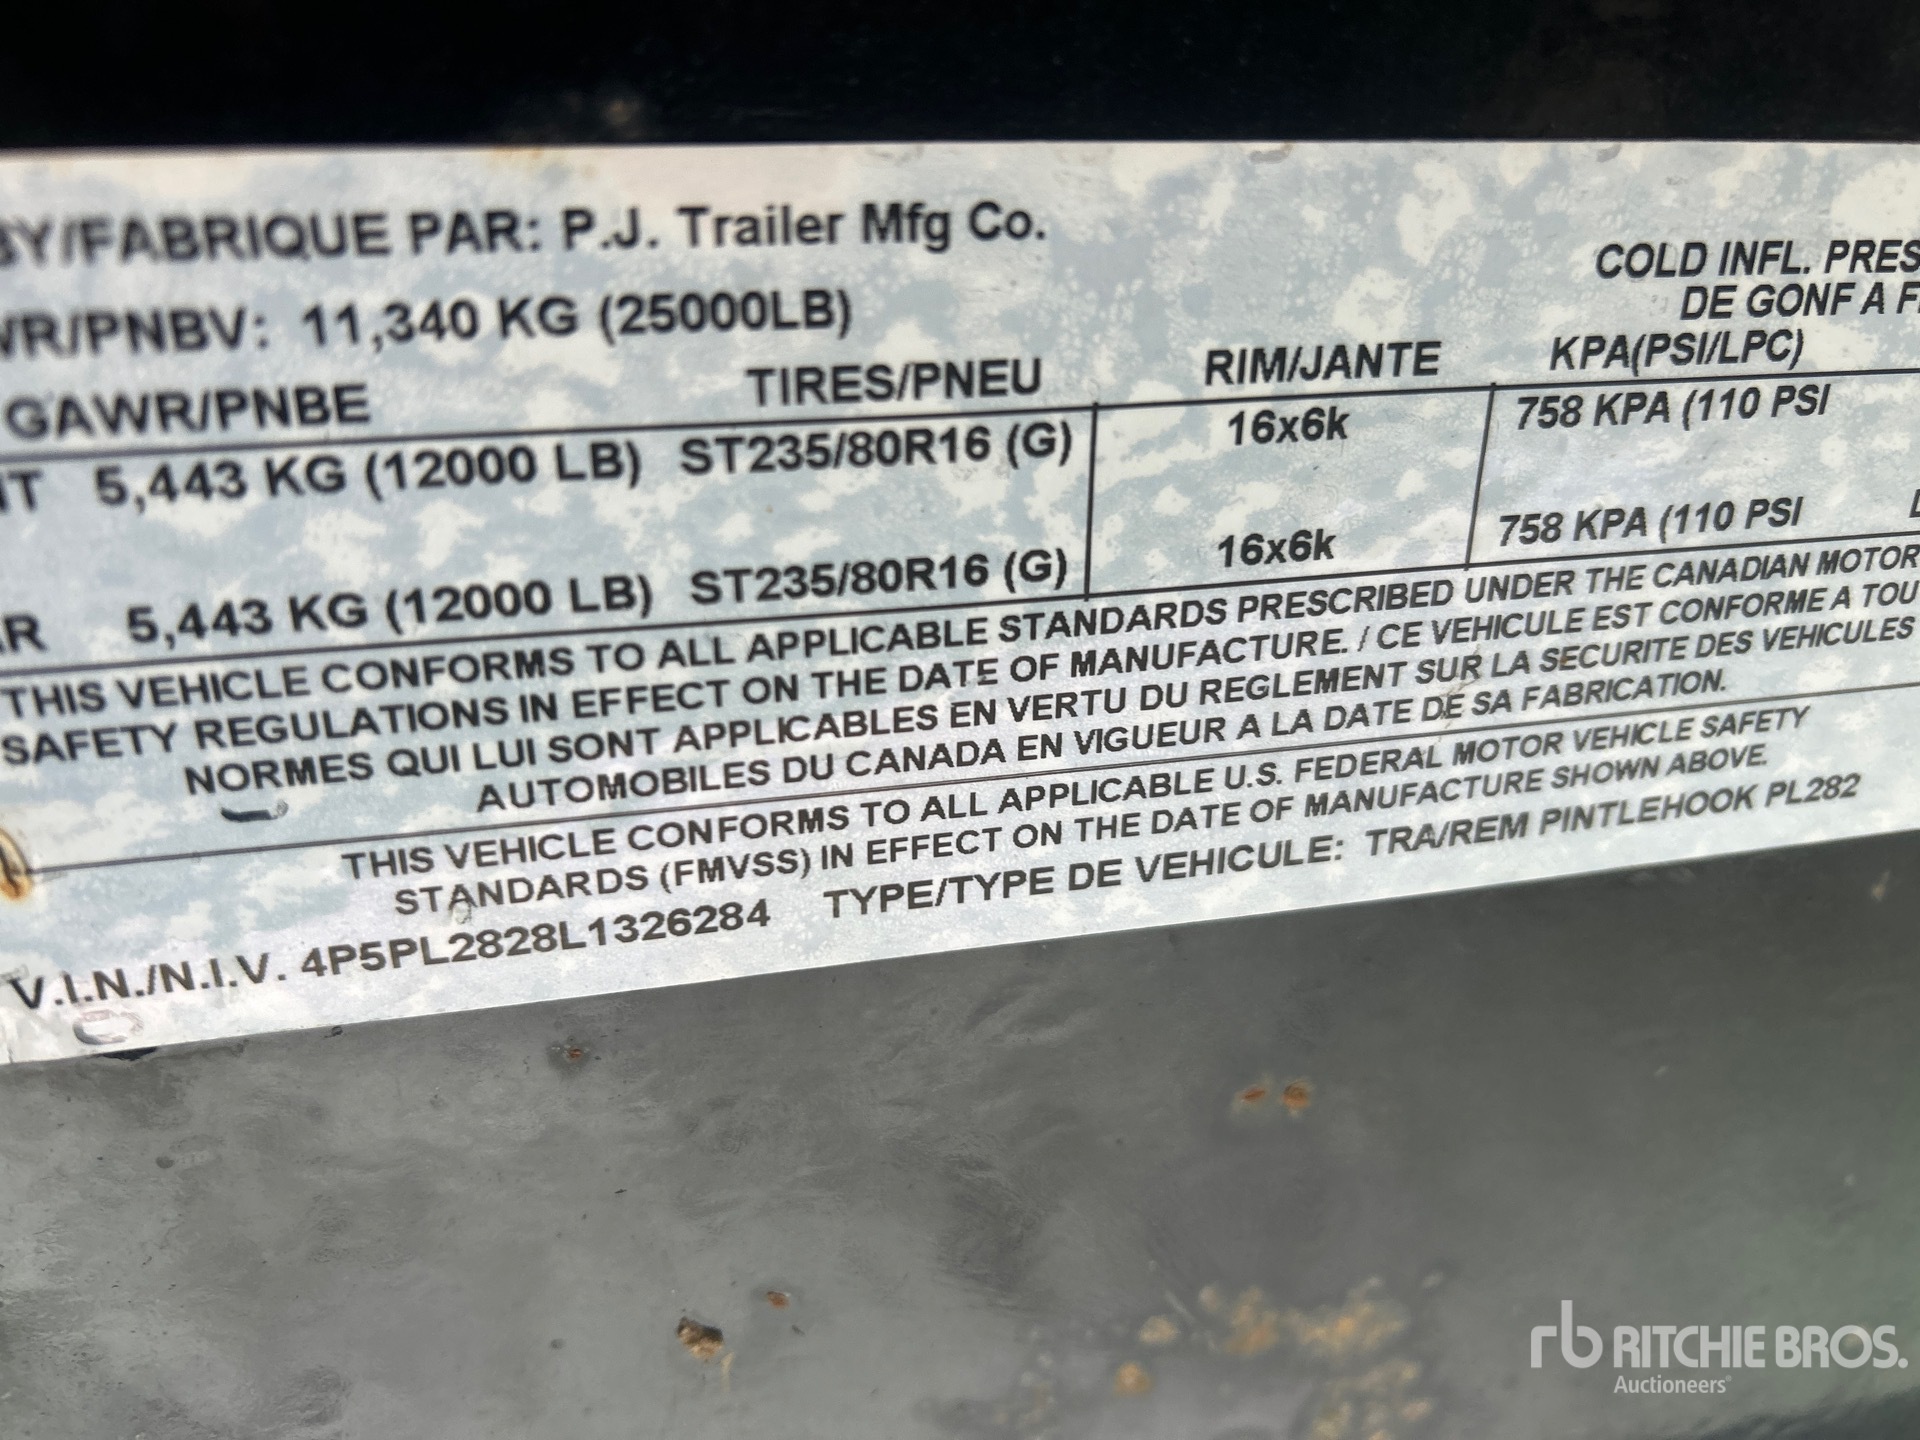 BY/FABRIQUE PAR: P.J. Trailer Mfg Co.
COLD INFL. PRES
DE GONF A F
WR/PNBV: 11,340 KG (25000LB)
GAWR/PNBE TIRES/PNEU RIM/JANTE KPA(PSI/LPC)
NT 5,443 KG (12000 LB) ST235/80R16 (G) 16x6k 758 KPA (110 PSI
AR 5,443 KG (12000 LB) ST235/80R16 (G) 16x6k 758 KPA (110 PSI
THIS VEHICLE CONFORMS TO ALL APPLICABLE STANDARDS PRESCRIBED UNDER THE CANADIAN MOTOR
SAFETY REGULATIONS IN EFFECT ON THE DATE OF MANUFACTURE. / CE VEHICULE EST CONFORME A TOU
NORMES QUI LUI SONT APPLICABLES EN VERTU DU REGLEMENT SUR LA SECURITE DES VEHICULES
AUTOMOBILES DU CANADA EN VIGUEUR A LA DATE DE SA FABRICATION.
THIS VEHICLE CONFORMS TO ALL APPLICABLE U.S. FEDERAL MOTOR VEHICLE SAFETY
STANDARDS (FMVSS) IN EFFECT ON THE DATE OF MANUFACTURE SHOWN ABOVE.
V.I.N./N.I.V. 4P5PL2828L1326284 TYPE/TYPE DE VEHICULE: TRA/REM PINTLEHOOK PL282
rb RITCHIE BROS.
Auctioneers